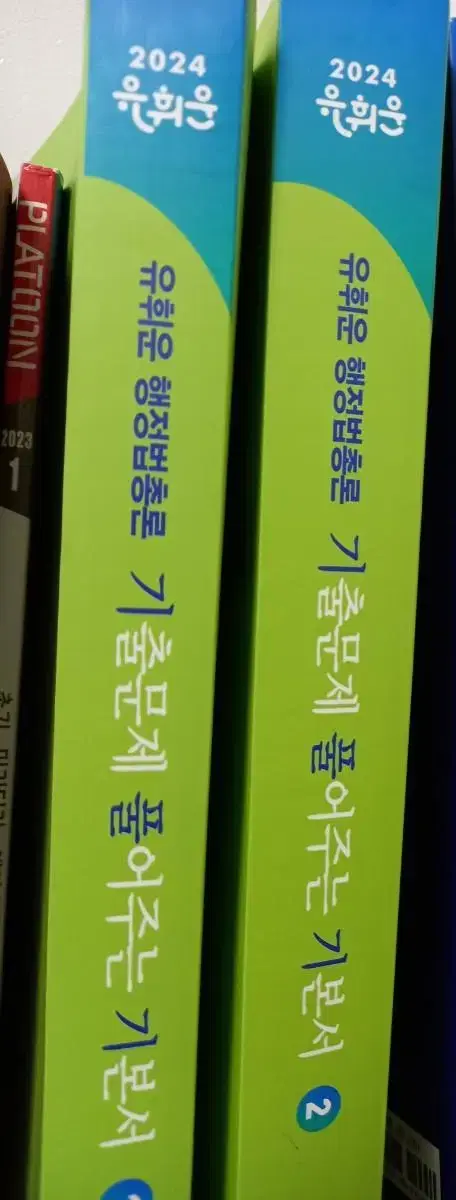 PLATOON
2023
1
2024
유휘운
유휘운 행정법총론 기출문제 풀어주는 기본서
2024
유휘운
유휘운 행정법총론 기출문제 풀어주는 기본서 2